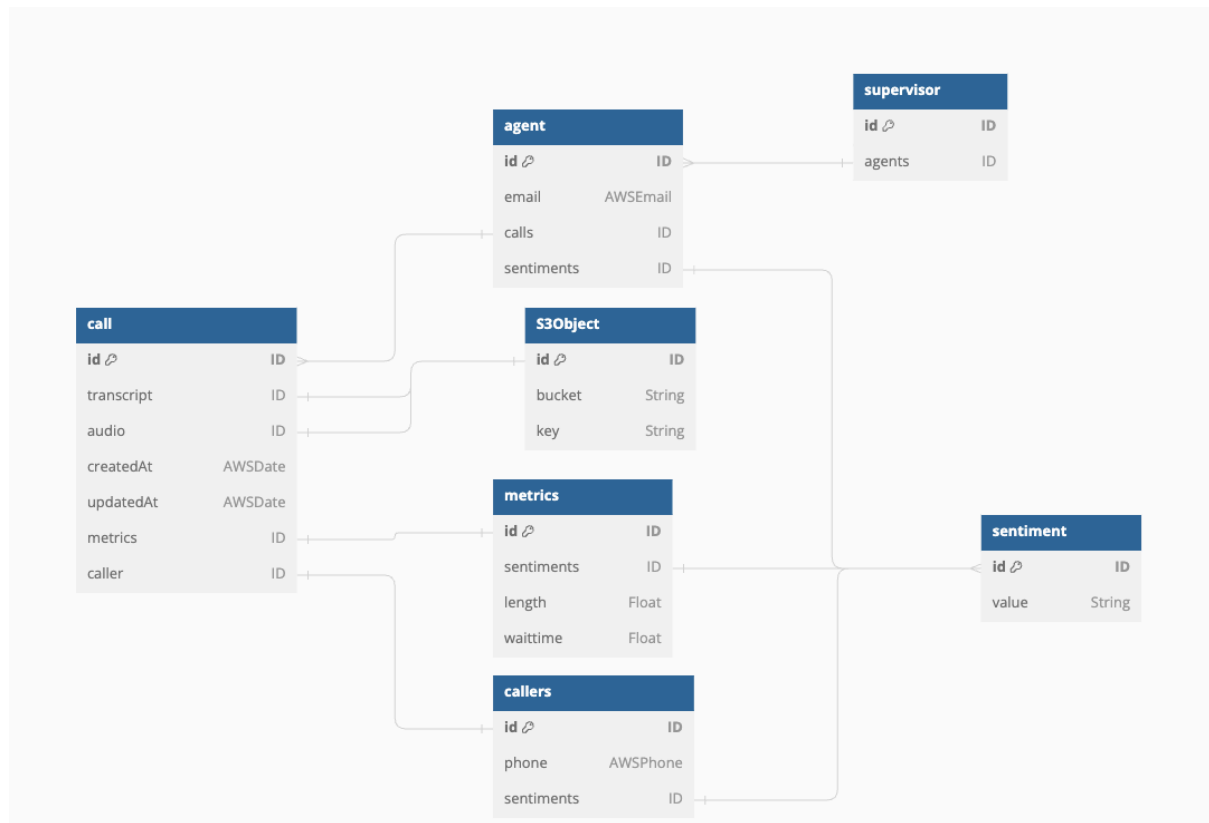 supervisor
id ID
agents ID
agent
id ID
email AWSEmail
calls ID
sentiments ID
call
id ID
transcript ID
audio ID
createdAt AWSDate
updatedAt AWSDate
metrics ID
caller ID
S3Object
id ID
bucket String
key String
metrics
id ID
sentiments ID
length Float
waittime Float
sentiment
id ID
value String
callers
id ID
phone AWSPhone
sentiments ID